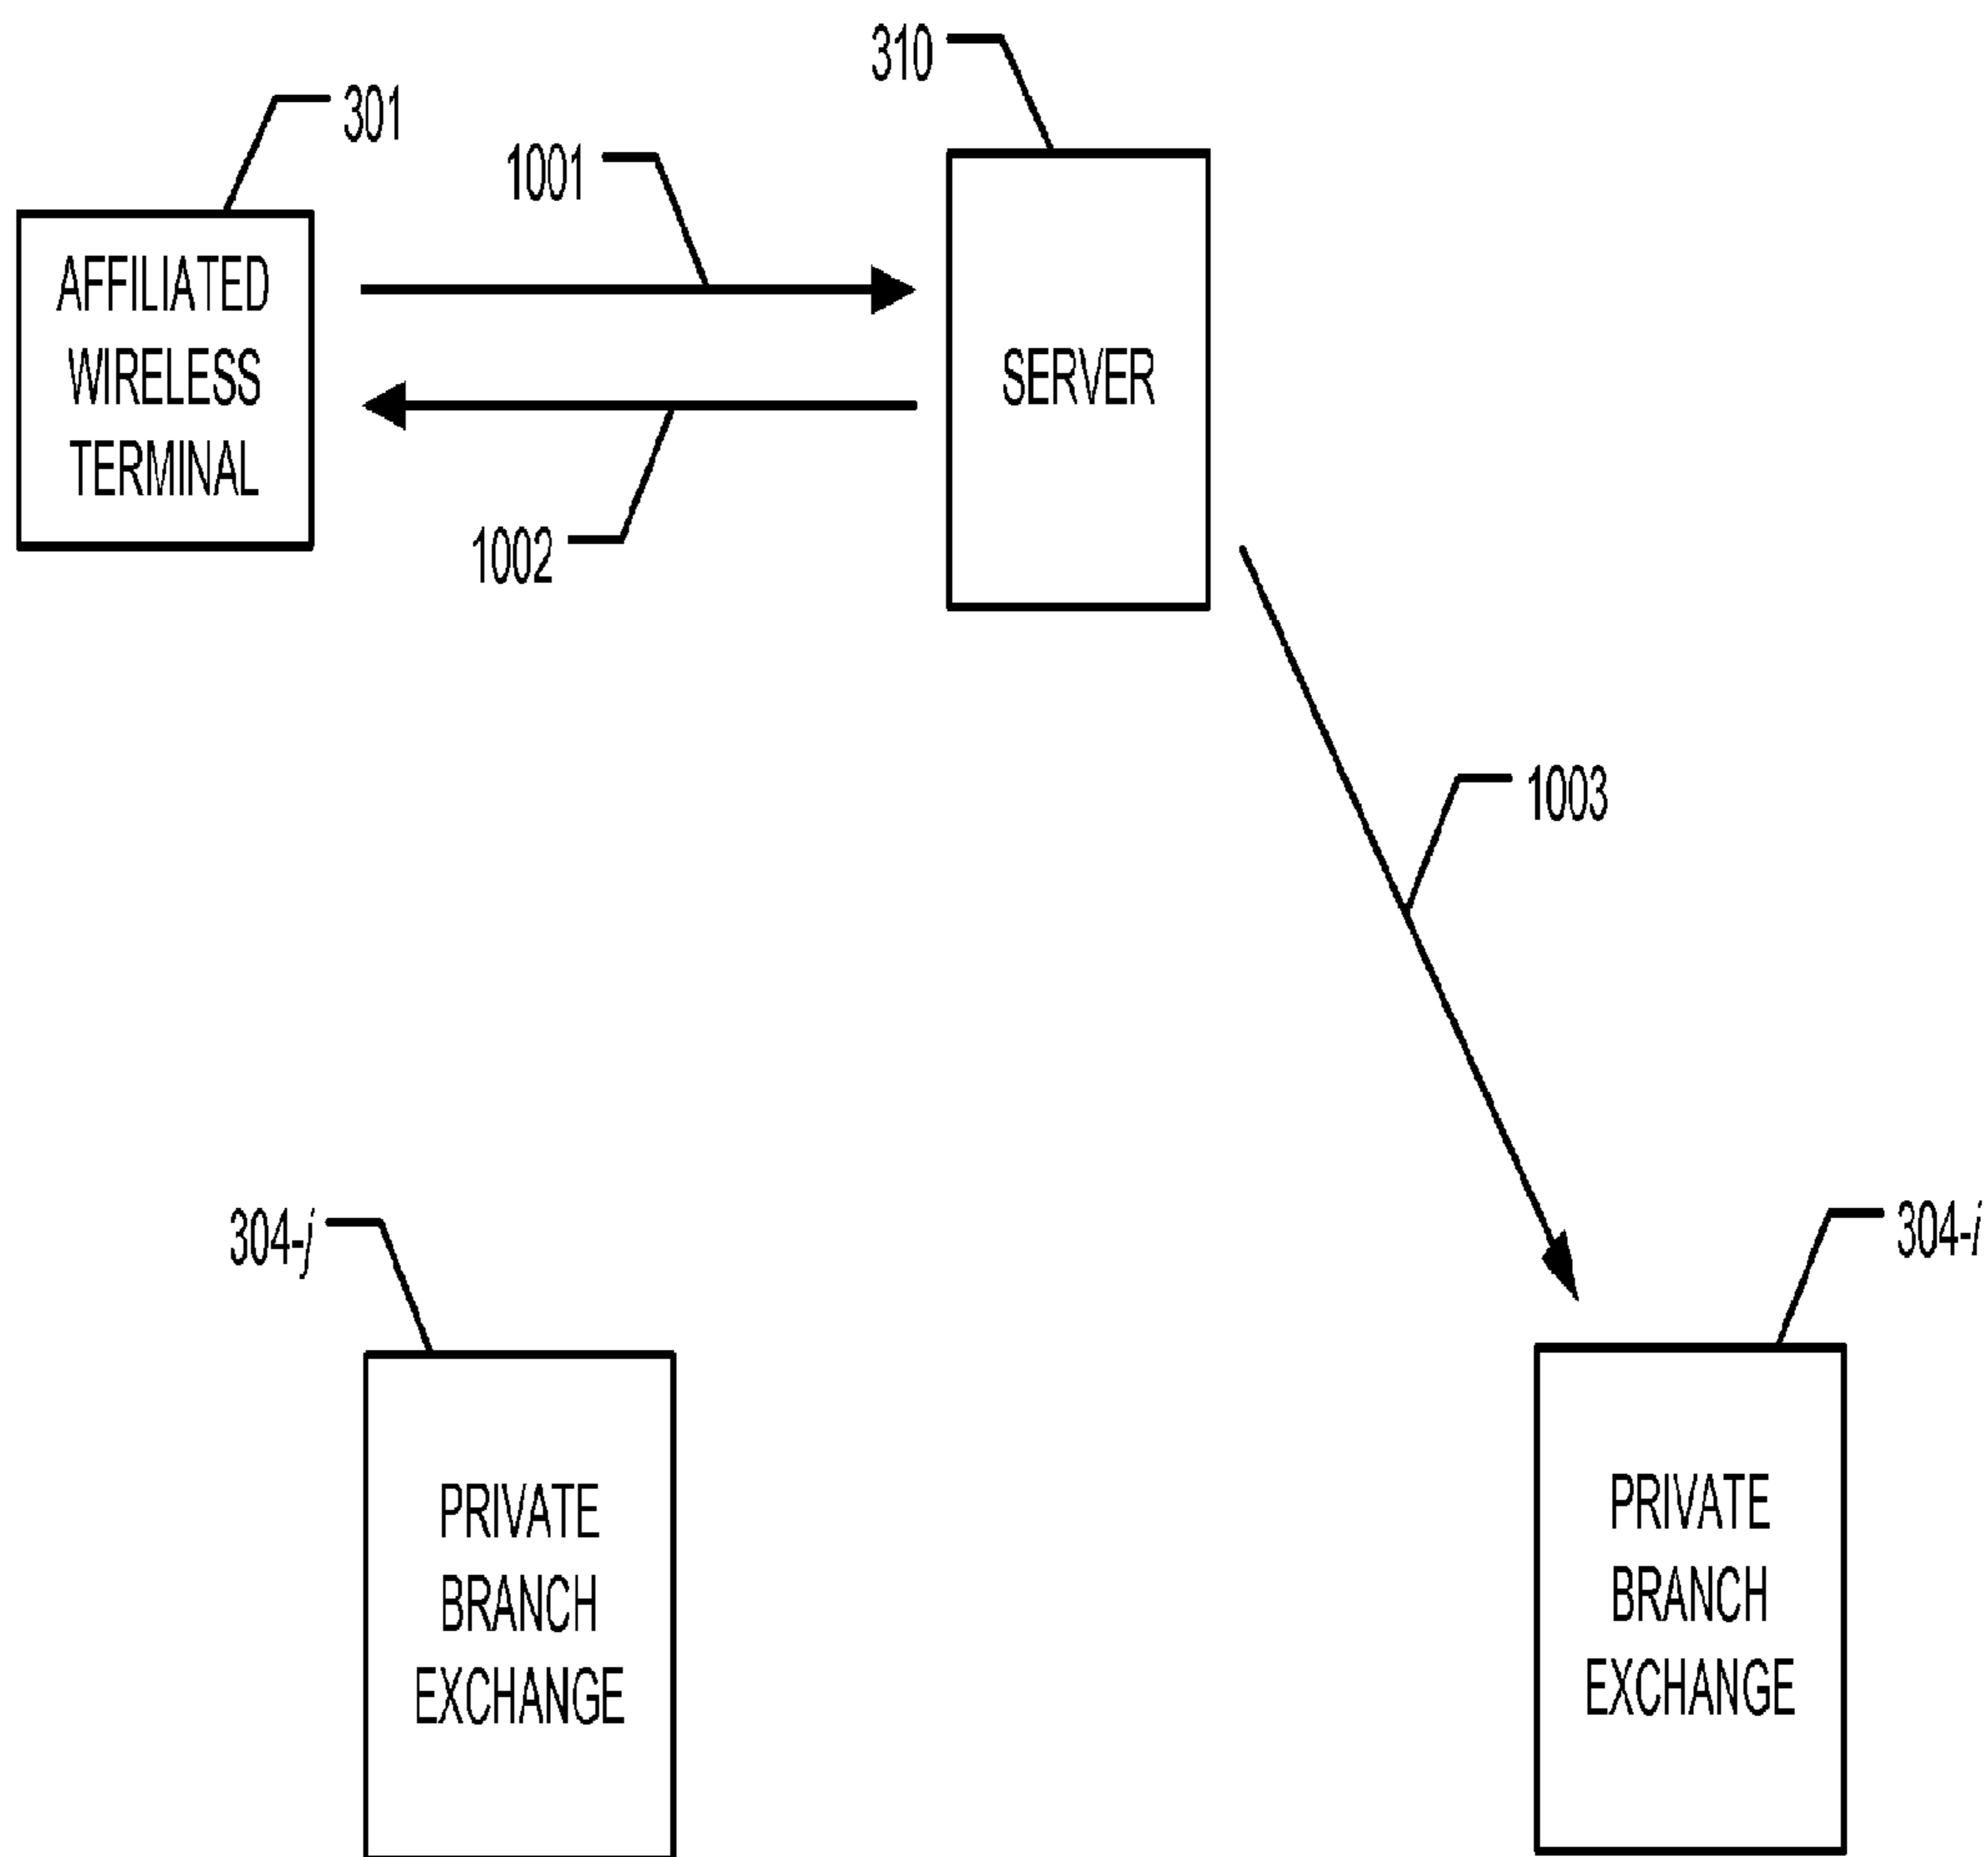 310
301
1001
AFFILIATED
WIRELESS
TERMINAL
SERVER
1002
1003
304-j
304-i
PRIVATE
BRANCH
EXCHANGE
PRIVATE
BRANCH
EXCHANGE